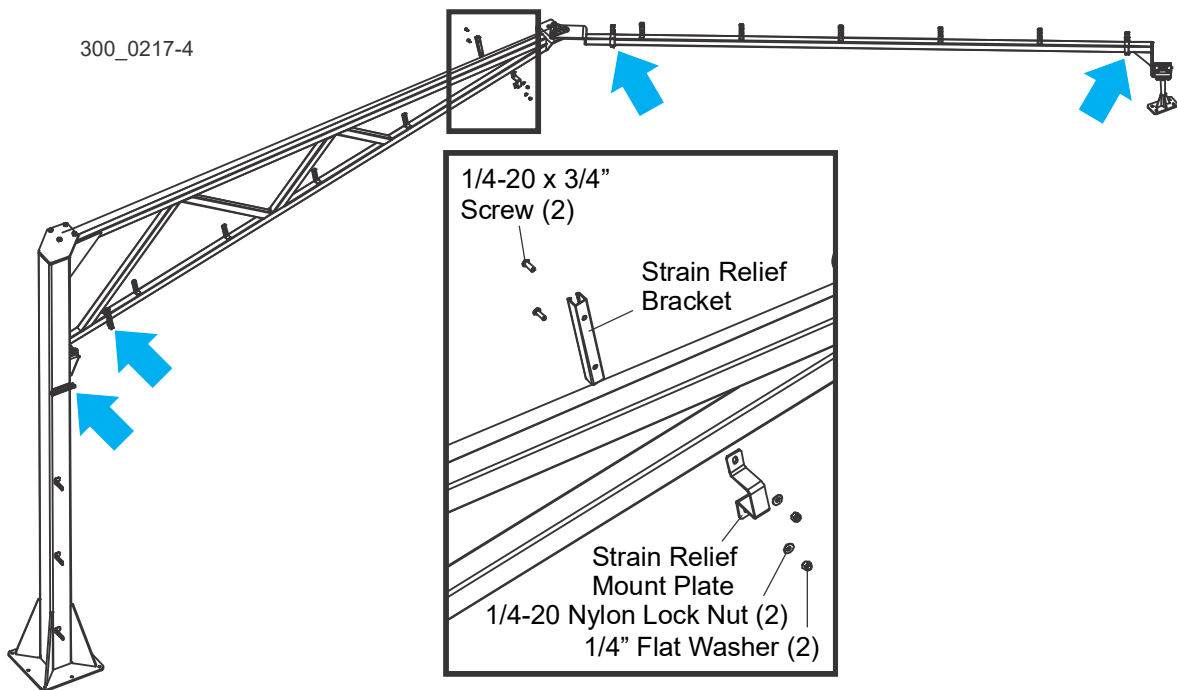 300_0217-4
1/4-20 x 3/4”
Screw (2)
Strain Relief
Bracket
Strain Relief
Mount Plate
1/4-20 Nylon Lock Nut (2)
1/4” Flat Washer (2)